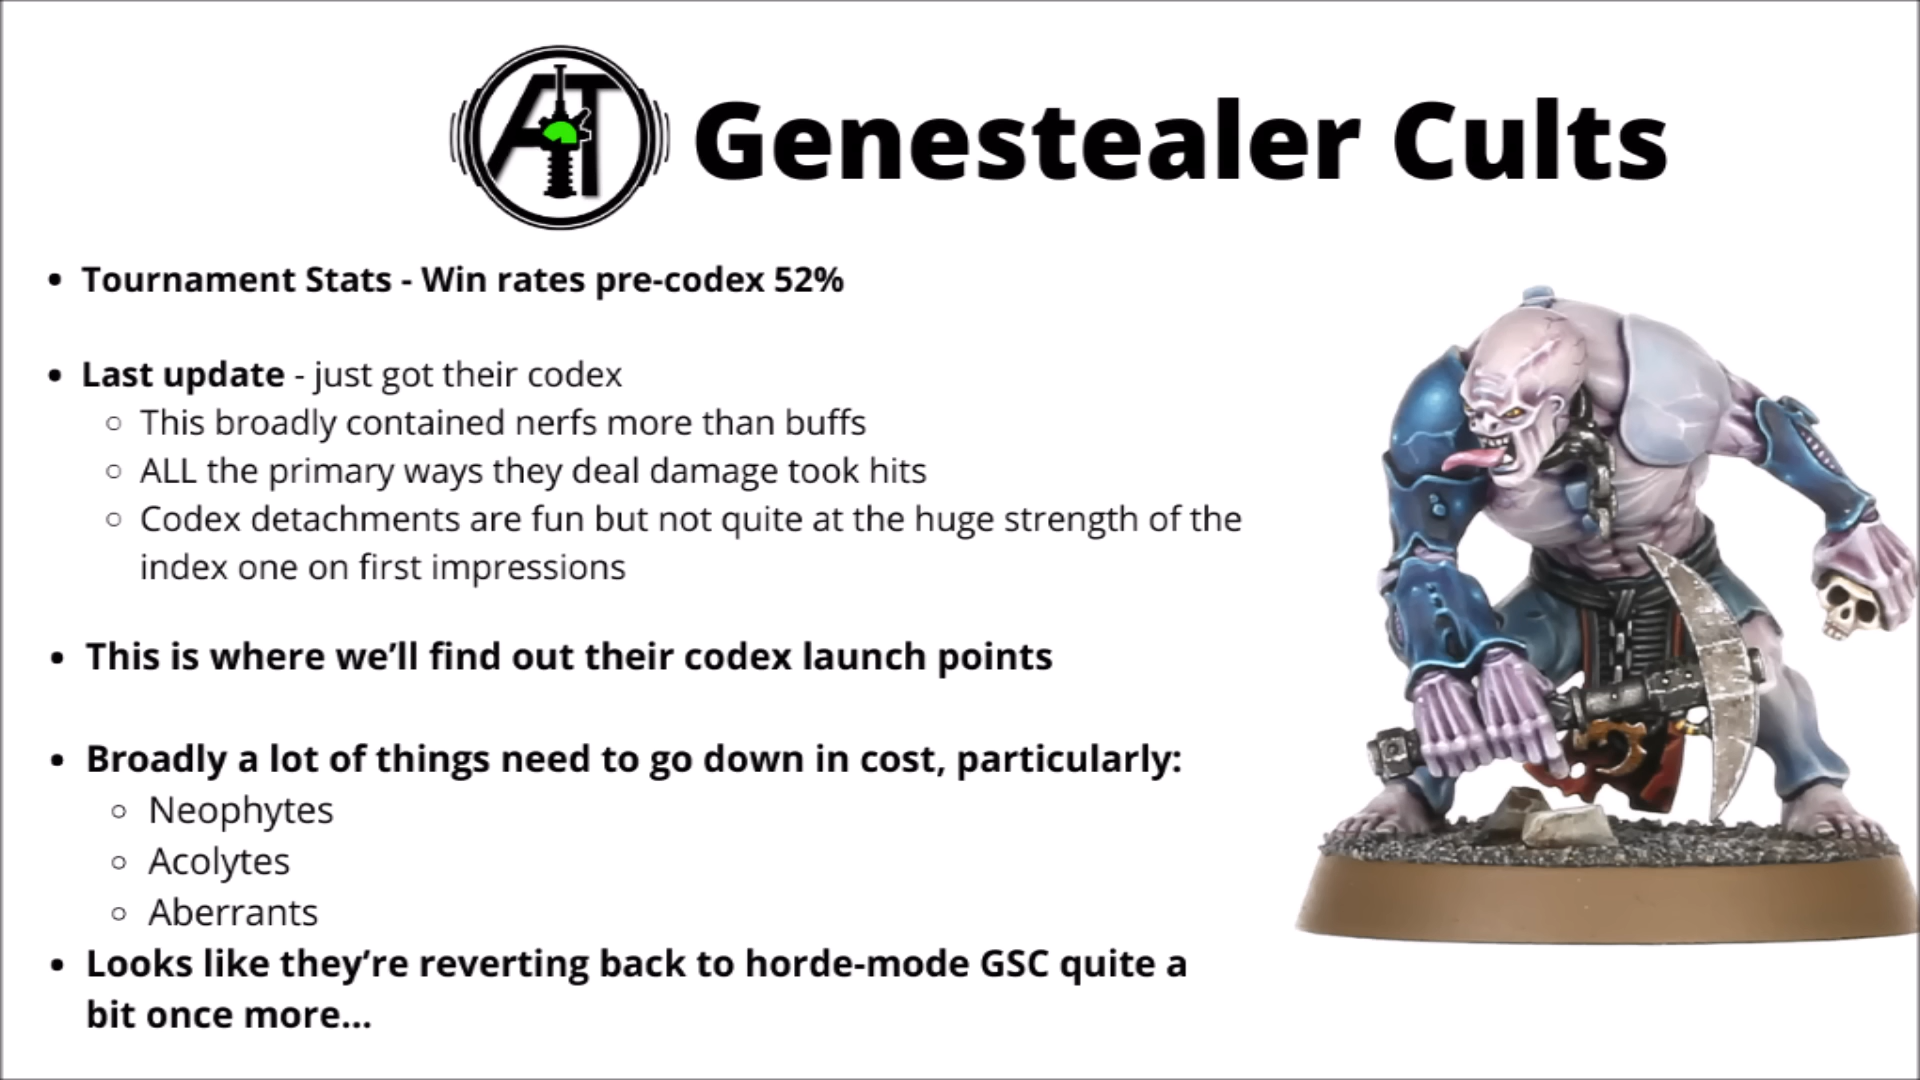 AT
Genestealer Cults
• Tournament Stats - Win rates pre-codex 52%
• Last update - just got their codex
○ This broadly contained nerfs more than buffs
○ ALL the primary ways they deal damage took hits
○ Codex detachments are fun but not quite at the huge strength of the
index one on first impressions
• This is where we’ll find out their codex launch points
• Broadly a lot of things need to go down in cost, particularly:
○ Neophytes
○ Acolytes
○ Aberrants
• Looks like they’re reverting back to horde-mode GSC quite a
bit once more...